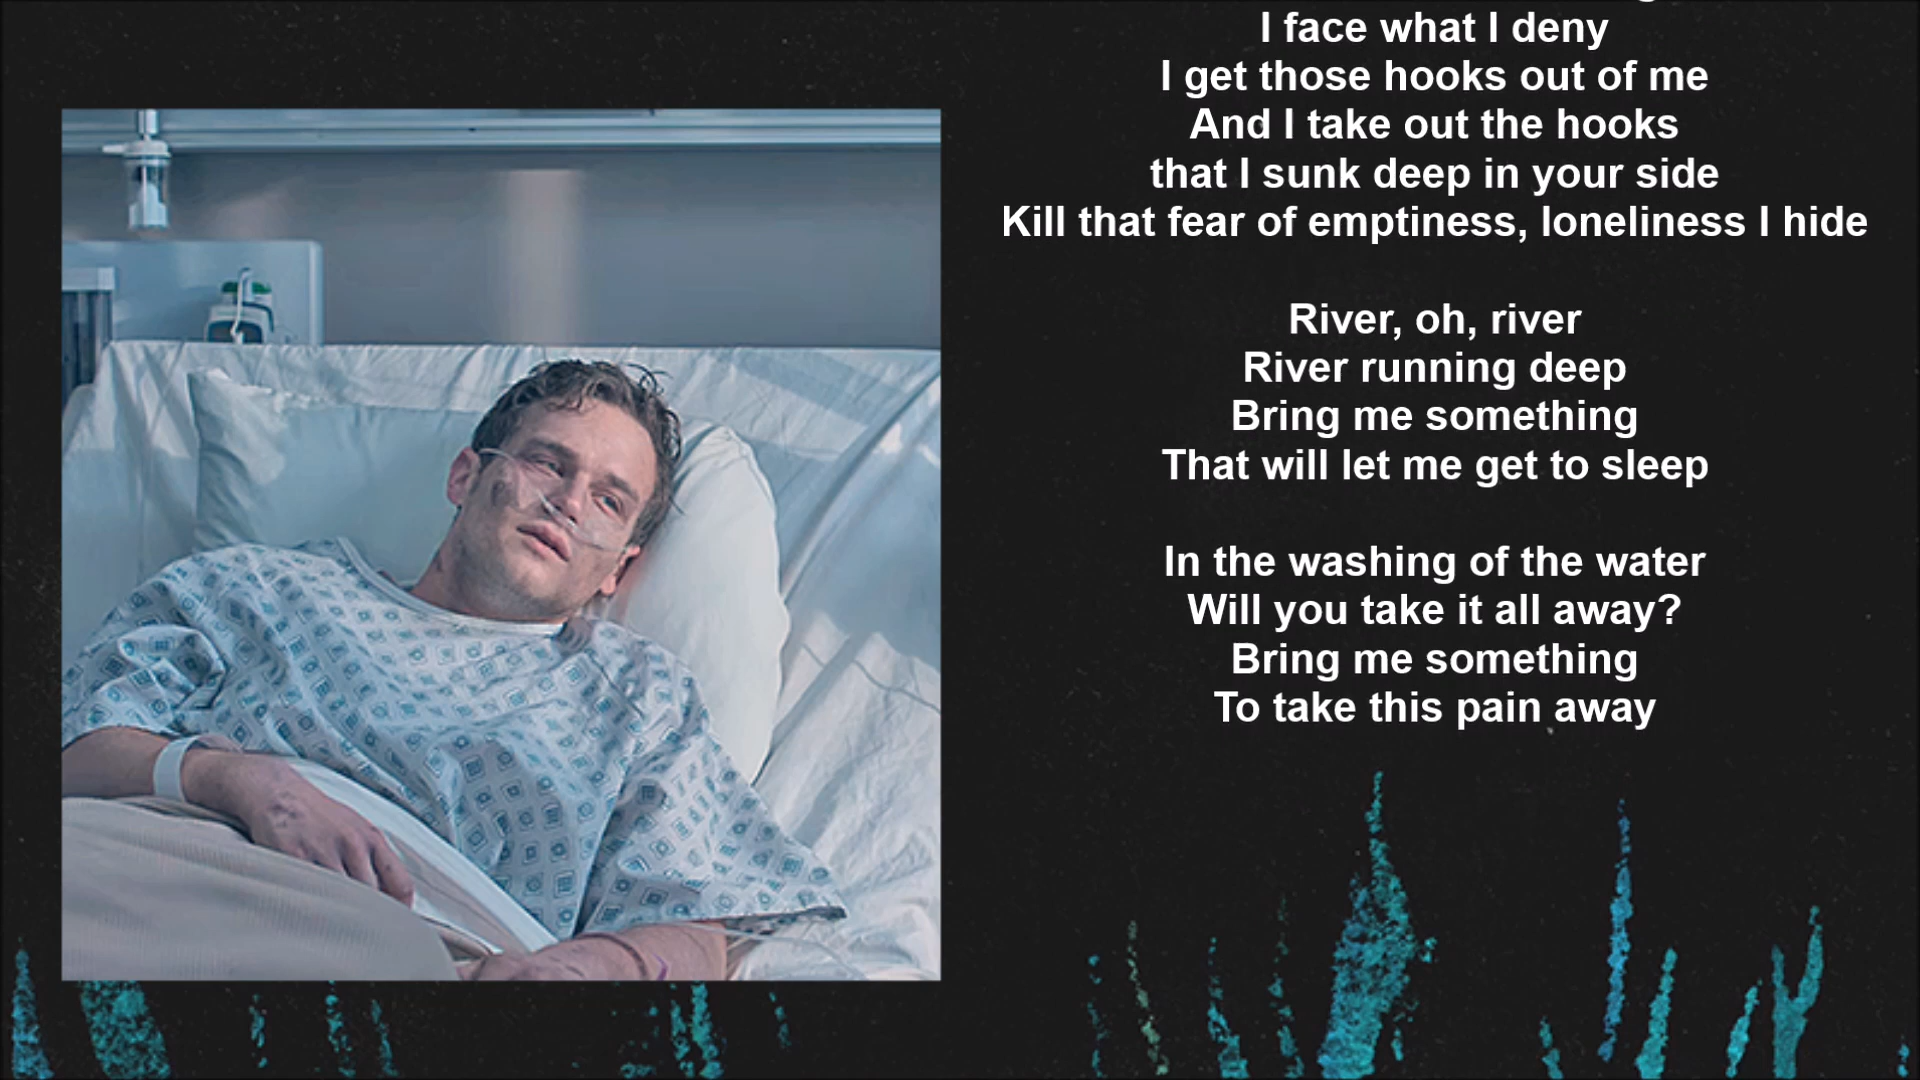 I face what I deny
I get those hooks out of me
And I take out the hooks
that I sunk deep in your side
Kill that fear of emptiness, loneliness I hide
River, oh, river
River running deep
Bring me something
That will let me get to sleep
In the washing of the water
Will you take it all away?
Bring me something
To take this pain away